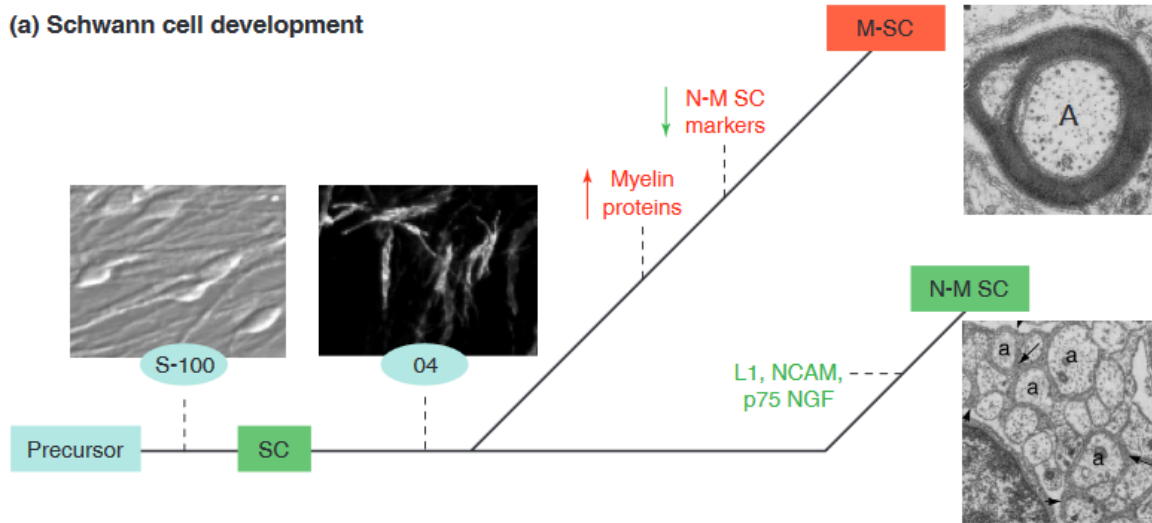 (a) Schwann cell development
M-SC
A
N-M SC
markers
Myelin
proteins
S-100
04
N-M SC
a
a
a
a
L1, NCAM,
p75 NGF
Precursor
SC